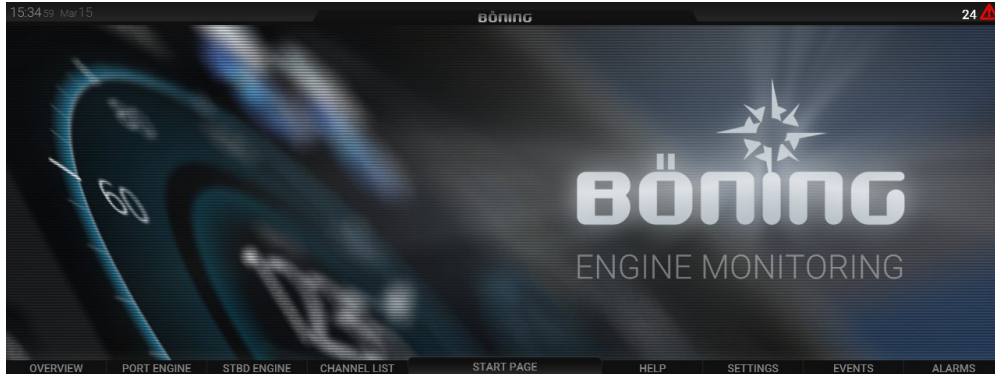 15:34 59 Mar 15
BÖNING
24
60
BÖNING
ENGINE MONITORING
OVERVIEW PORT ENGINE STBD ENGINE CHANNEL LIST START PAGE HELP SETTINGS EVENTS ALARMS